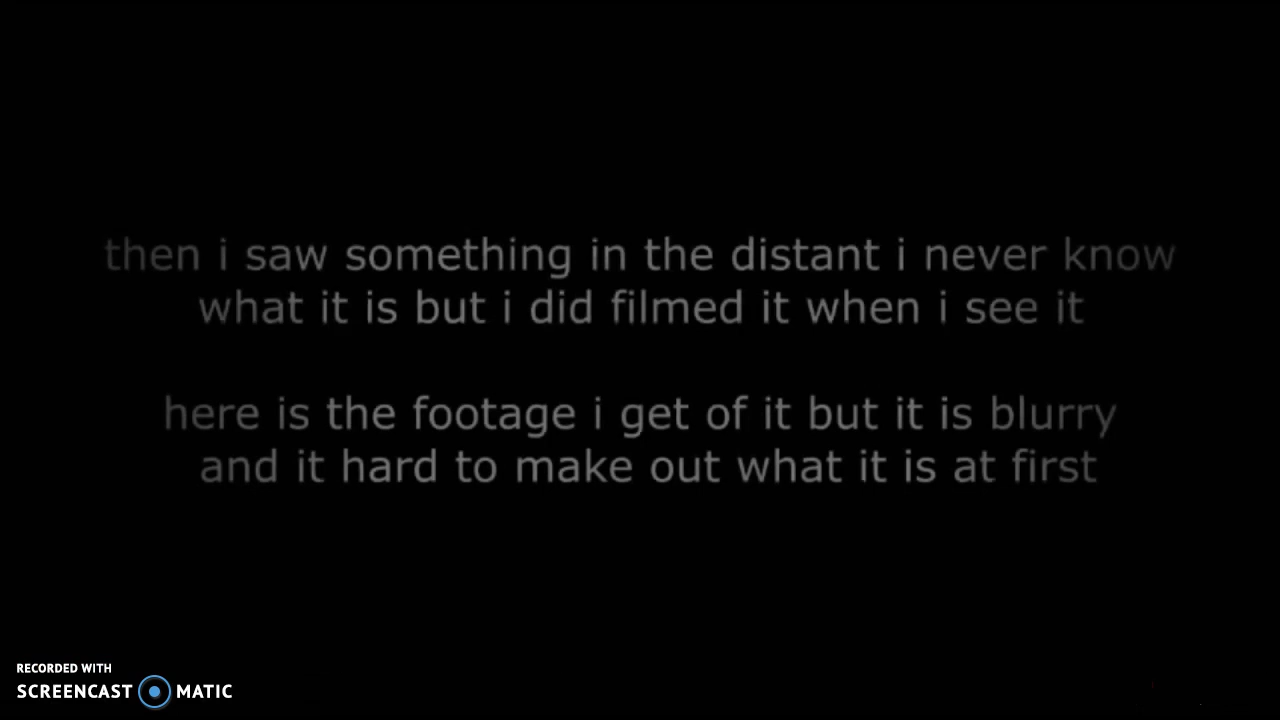 then i saw something in the distant i never know
what it is but i did filmed it when i see it
here is the footage i get of it but it is blurry
and it hard to make out what it is at first
RECORDED WITH
SCREENCAST MATIC